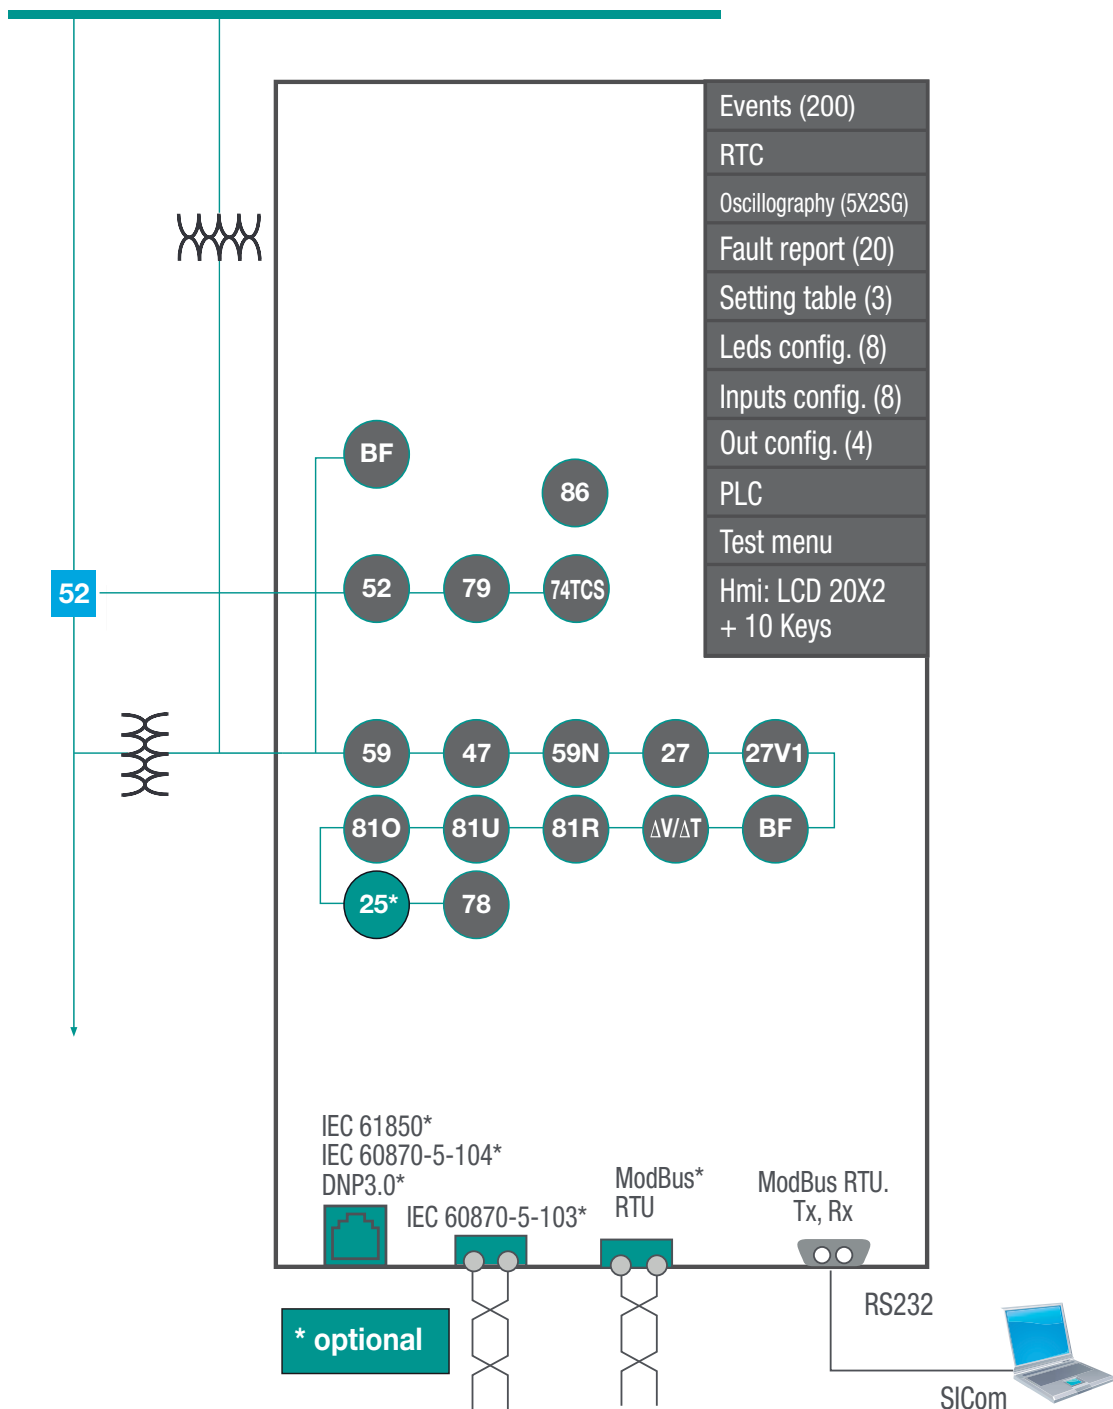 Events (200)
RTC
Oscillography (5X2SG)
Fault report (20)
Setting table (3)
Leds config. (8)
Inputs config. (8)
Out config. (4)
PLC
Test menu
Hmi: LCD 20X2
+ 10 Keys
BF
86
52
52
79
74TCS
59
47
59N
27
27V1
81O
81U
81R
ΔV/ΔT
BF
25*
78
IEC 61850*
IEC 60870-5-104*
DNP3.0*
IEC 60870-5-103*
ModBus*
RTU
ModBus RTU.
Tx, Rx
RS232
* optional
SICom